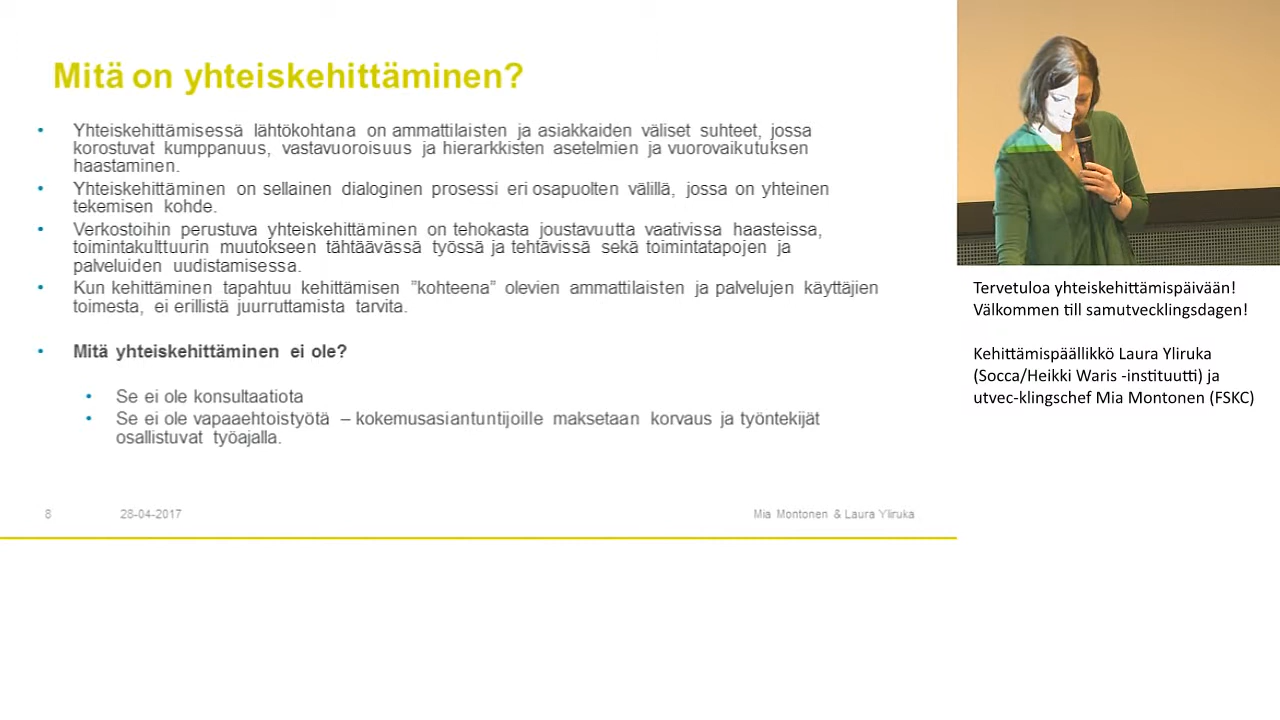 Mitä on yhteiskehittäminen?
• Yhteiskehittämisessä lähtökohtana on ammattilaisten ja asiakkaiden väliset suhteet, jossa
korostuvat kumppanuus, vastavuoroisuus ja hierarkkisten asetelmien ja vuorovaikutuksen
haastaminen.
• Yhteiskehittäminen on sellainen dialoginen prosessi eri osapuolten välillä, jossa on yhteinen
tekemisen kohde.
• Verkostoihin perustuva yhteiskehittäminen on tehokasta joustavuutta vaativissa haasteissa,
toimintakulttuurin muutokseen tähtäävässä työssä ja tehtävissä sekä toimintatapojen ja
palveluiden uudistamisessa.
• Kun kehittäminen tapahtuu kehittämisen ”kohteena” olevien ammattilaisten ja palvelujen käyttäjien
toimesta, ei erillistä juurruttamista tarvita.
• Mitä yhteiskehittäminen ei ole?
• Se ei ole konsultaatiota
• Se ei ole vapaaehtoistyötä – kokemusasiantuntijoille maksetaan korvaus ja työntekijät
osallistuvat työajalla.
8 28-04-2017 Mia Montonen & Laura Yliruka
Tervetuloa yhteiskehittämispäivään!
Välkommen till samutvecklingsdagen!
Kehittämispäällikkö Laura Yliruka
(Socca/Heikki Waris -instituutti) ja
utvec-klingschef Mia Montonen (FSKC)